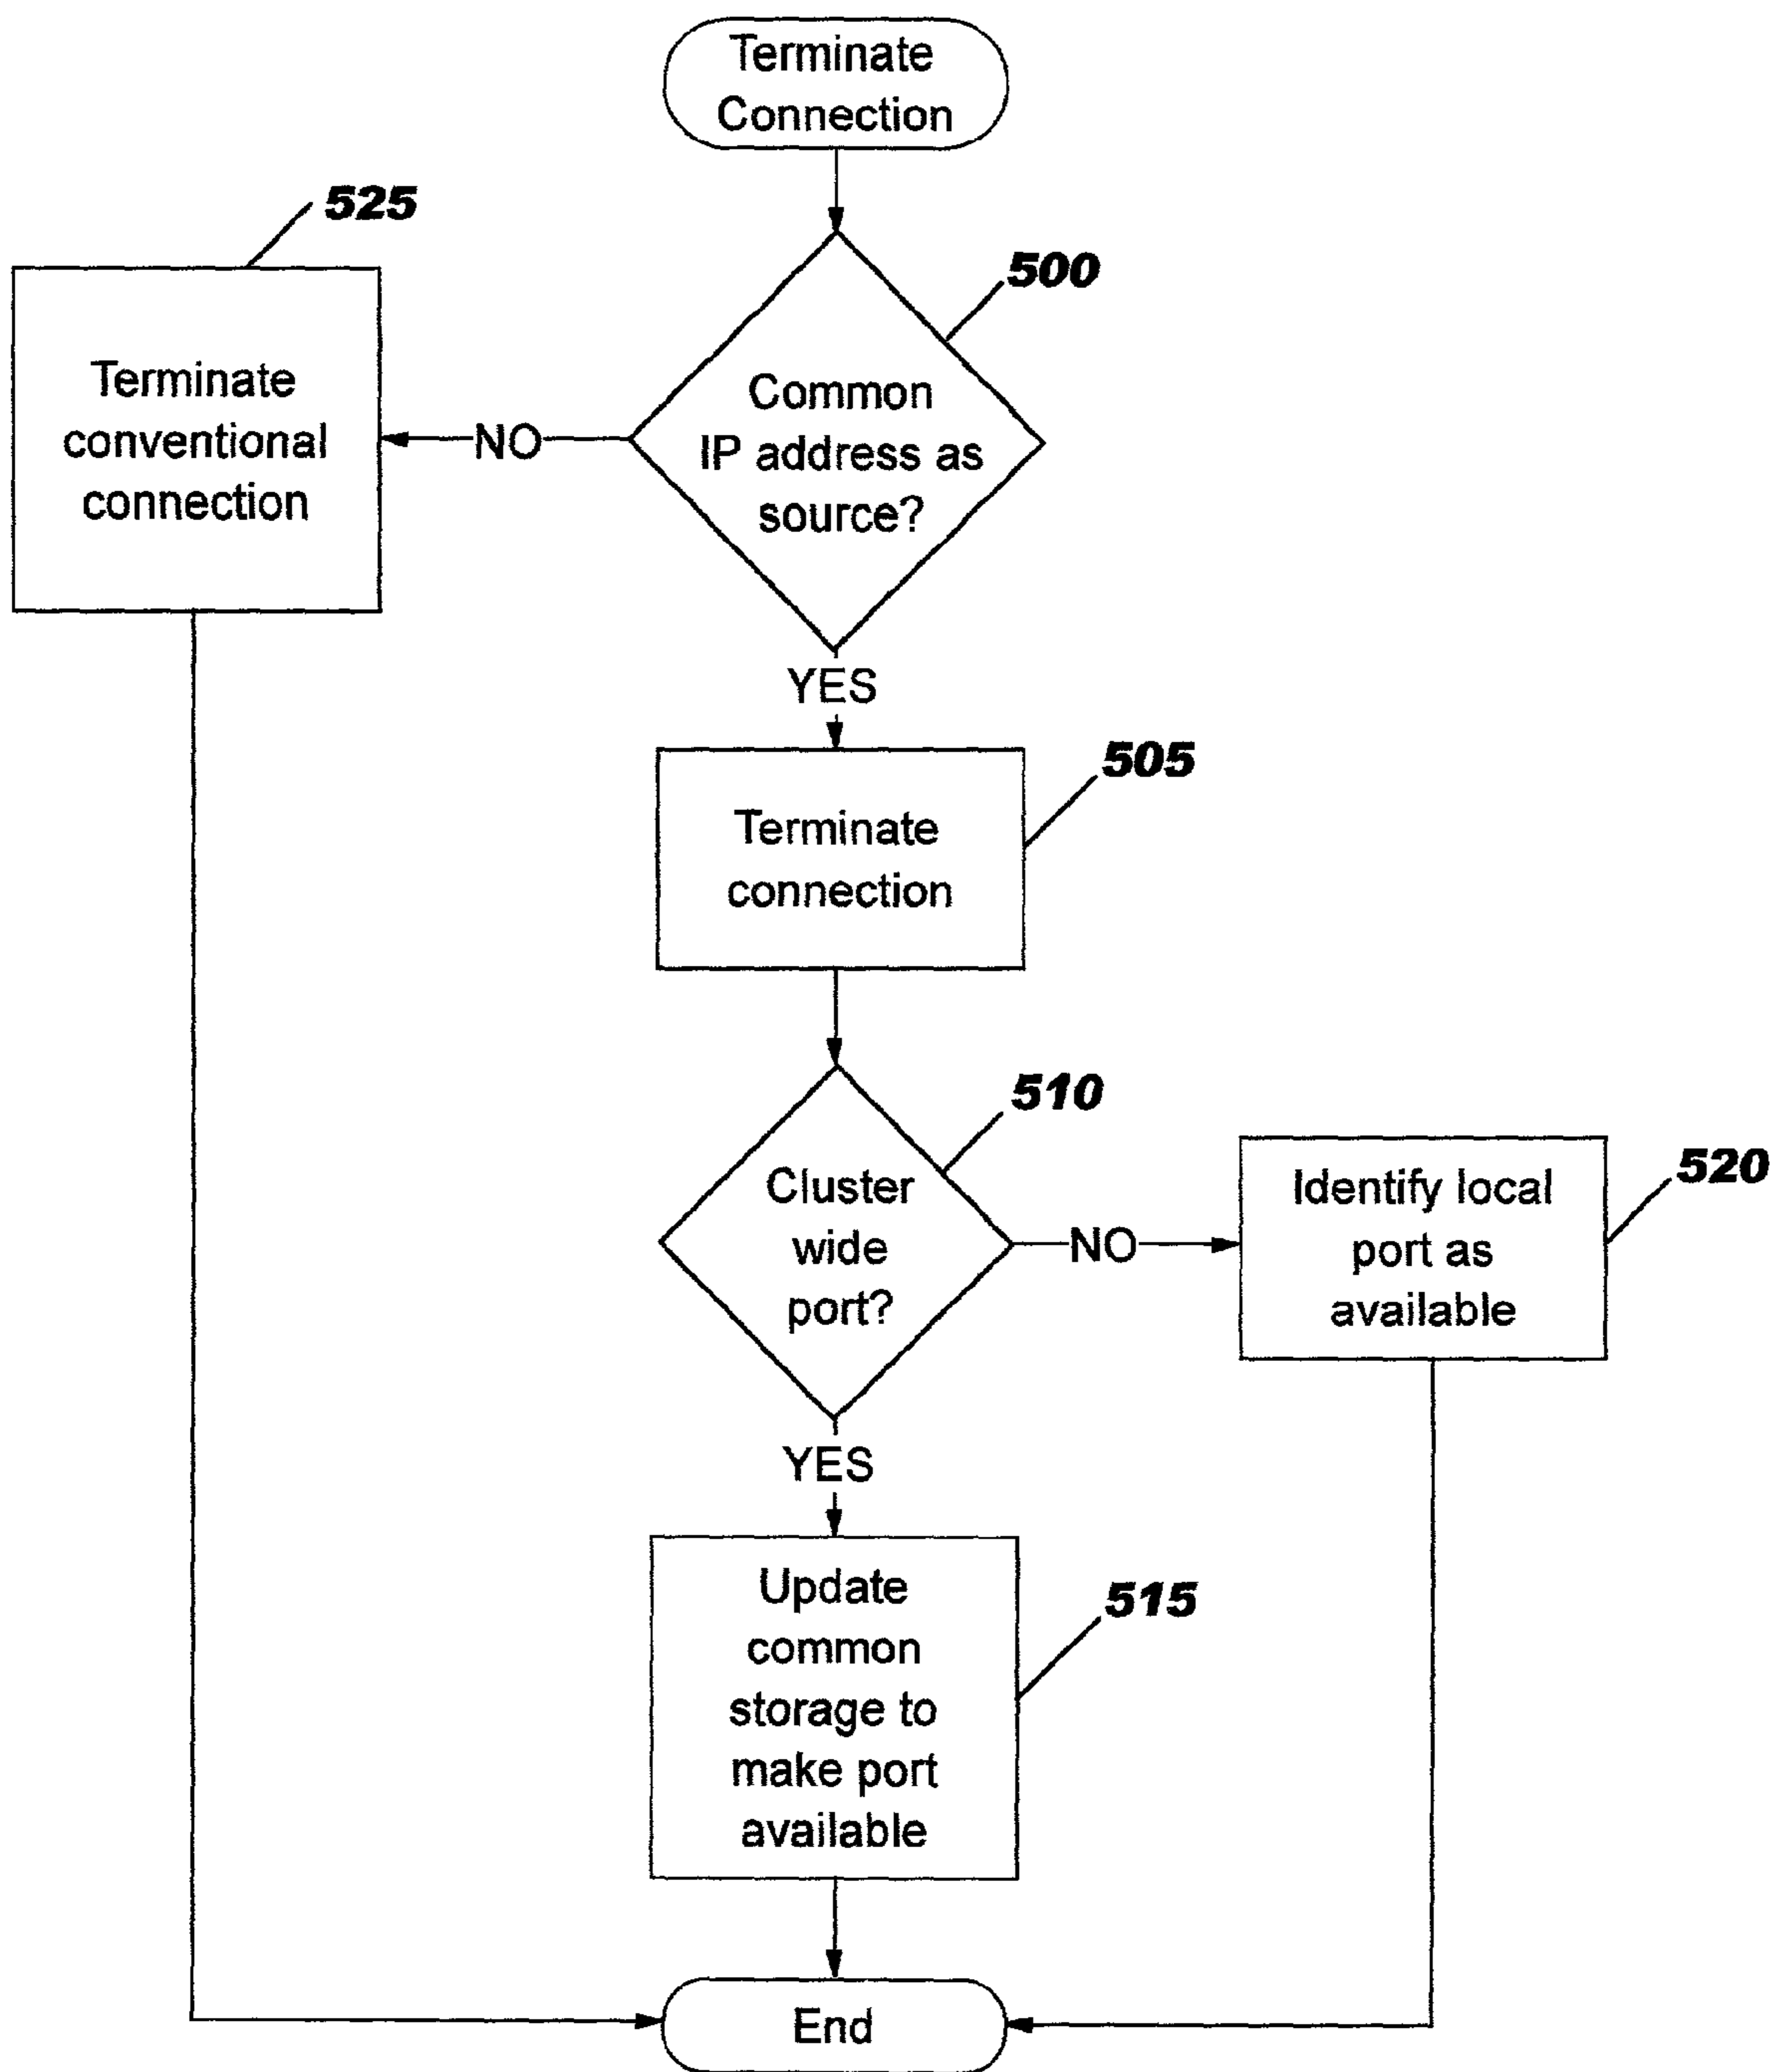 Terminate
Connection
525
500
Terminate
conventional
connection
NO
Common
IP address as
source?
YES
505
Terminate
connection
510
Cluster
wide
port?
NO
Identify local
port as
available
520
YES
Update
common
storage to
make port
available
515
End